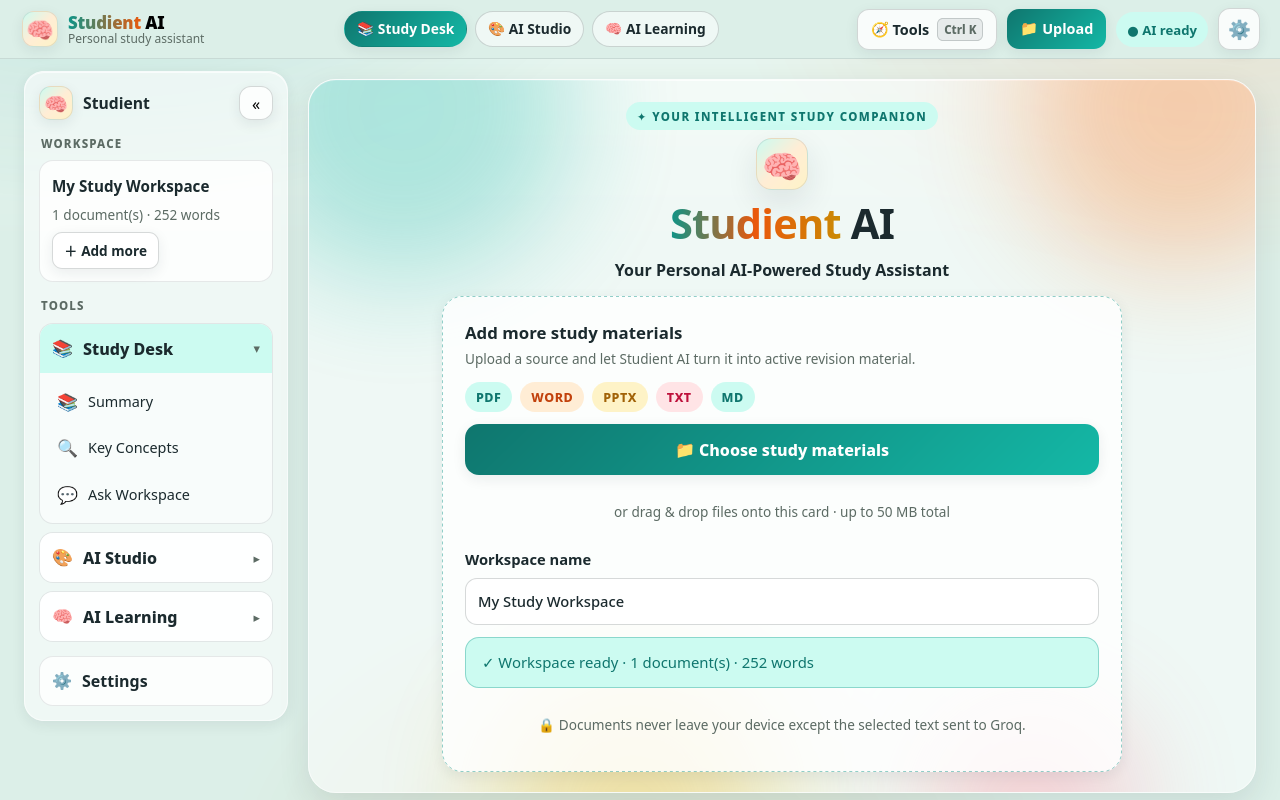 Studient AI
Personal study assistant
📚 Study Desk
🎨 AI Studio
🧠 AI Learning
🧭 Tools Ctrl K
📁 Upload
● AI ready
Studient
«
WORKSPACE
My Study Workspace
1 document(s) · 252 words
+ Add more
TOOLS
Study Desk ▾
Summary
Key Concepts
Ask Workspace
AI Studio ▸
AI Learning ▸
Settings
✦ YOUR INTELLIGENT STUDY COMPANION
Studient AI
Your Personal AI-Powered Study Assistant
Add more study materials
Upload a source and let Studient AI turn it into active revision material.
PDF WORD PPTX TXT MD
📁 Choose study materials
or drag & drop files onto this card · up to 50 MB total
Workspace name
My Study Workspace
✓ Workspace ready · 1 document(s) · 252 words
🔒 Documents never leave your device except the selected text sent to Groq.